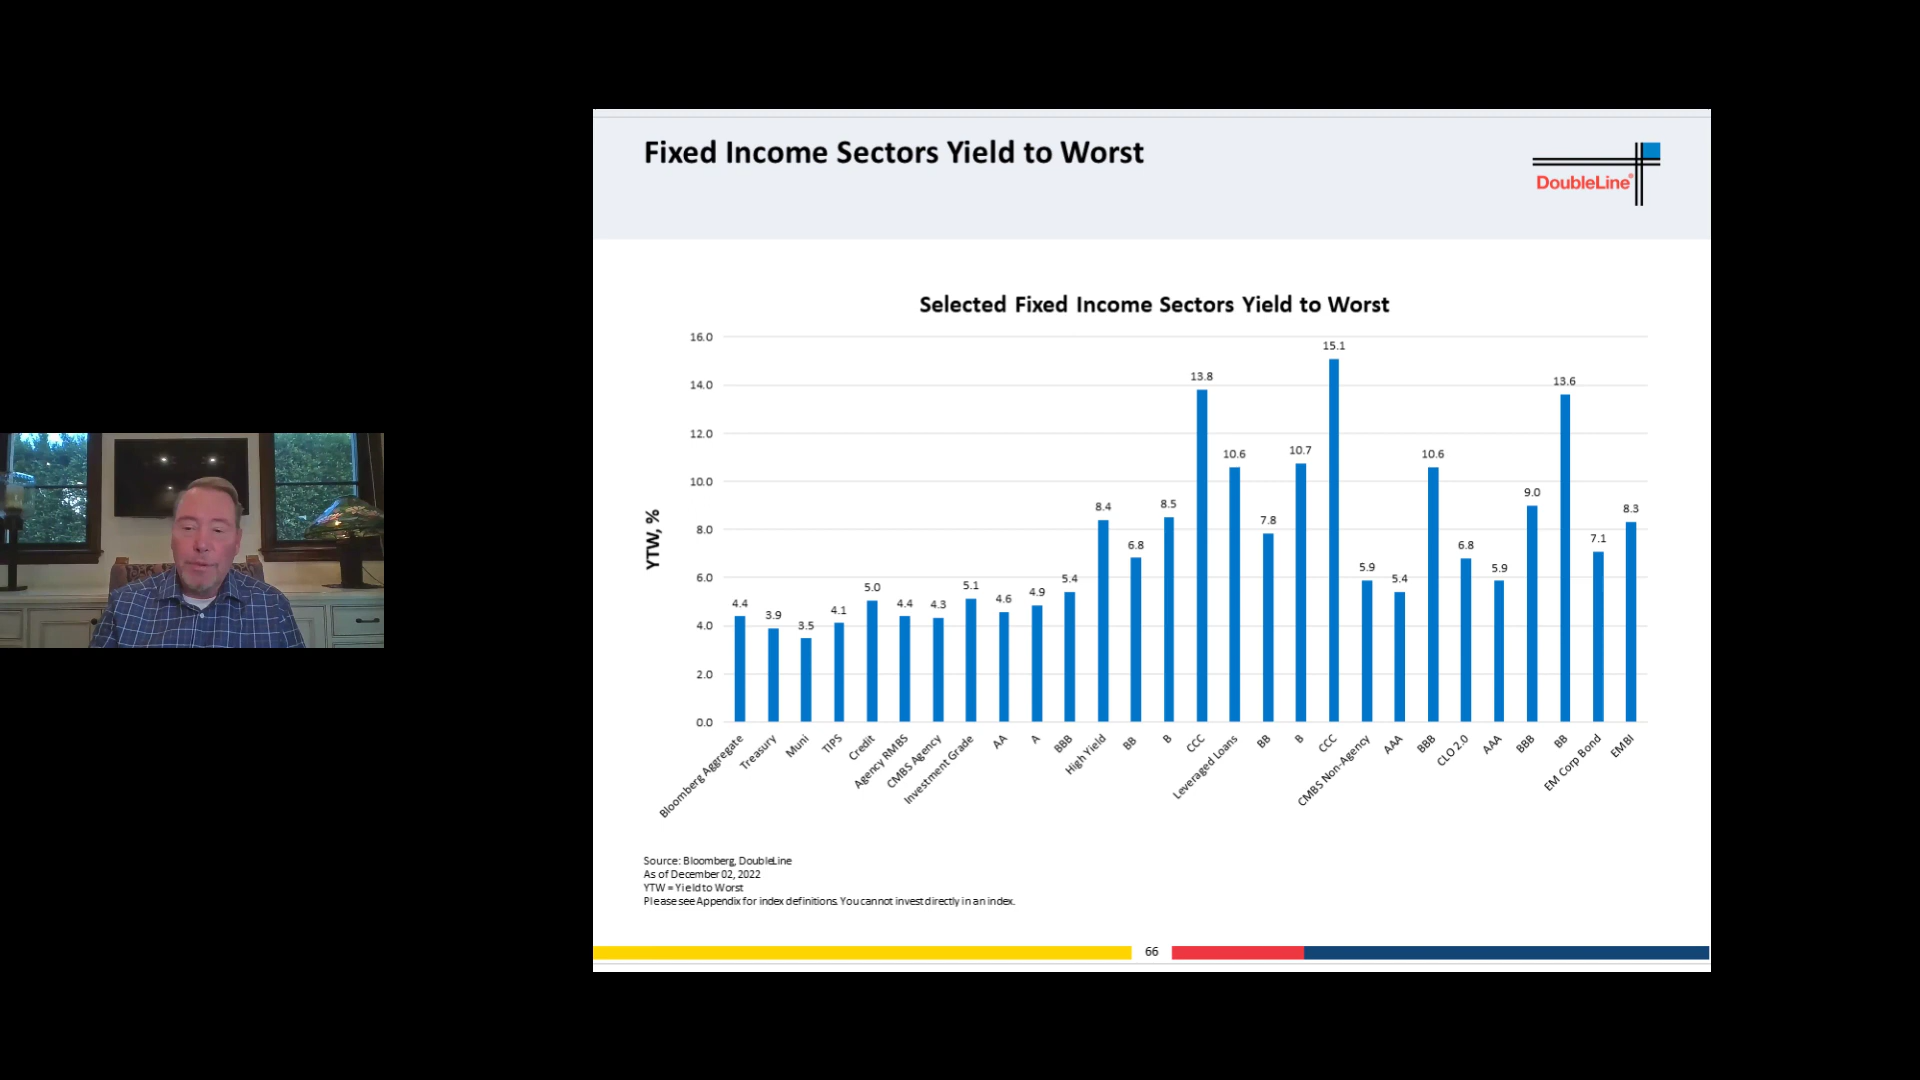 Fixed Income Sectors Yield to Worst
DoubleLine®
Selected Fixed Income Sectors Yield to Worst
YTW, %
16.0
14.0
12.0
10.0
8.0
6.0
4.0
2.0
0.0
4.4
3.9
3.5
4.1
5.0
4.4
4.3
5.1
4.6
4.9
5.4
8.4
6.8
8.5
13.8
10.6
7.8
10.7
15.1
5.9
5.4
10.6
6.8
5.9
9.0
13.6
7.1
8.3
Bloomberg Aggregate
Treasury
Muni
TIPS
Credit
Agency RMBS
CMBS Agency
Investment Grade
AA
A
BBB
High Yield
BB
B
CCC
Leveraged Loans
BB
B
CCC
CMBS Non-Agency
AAA
BBB
CLO 2.0
AAA
BBB
BB
EM Corp Bond
EMBI
Source: Bloomberg, DoubleLine
As of December 02, 2022
YTW = Yield to Worst
Please see Appendix for index definitions. You cannot invest directly in an index.
66